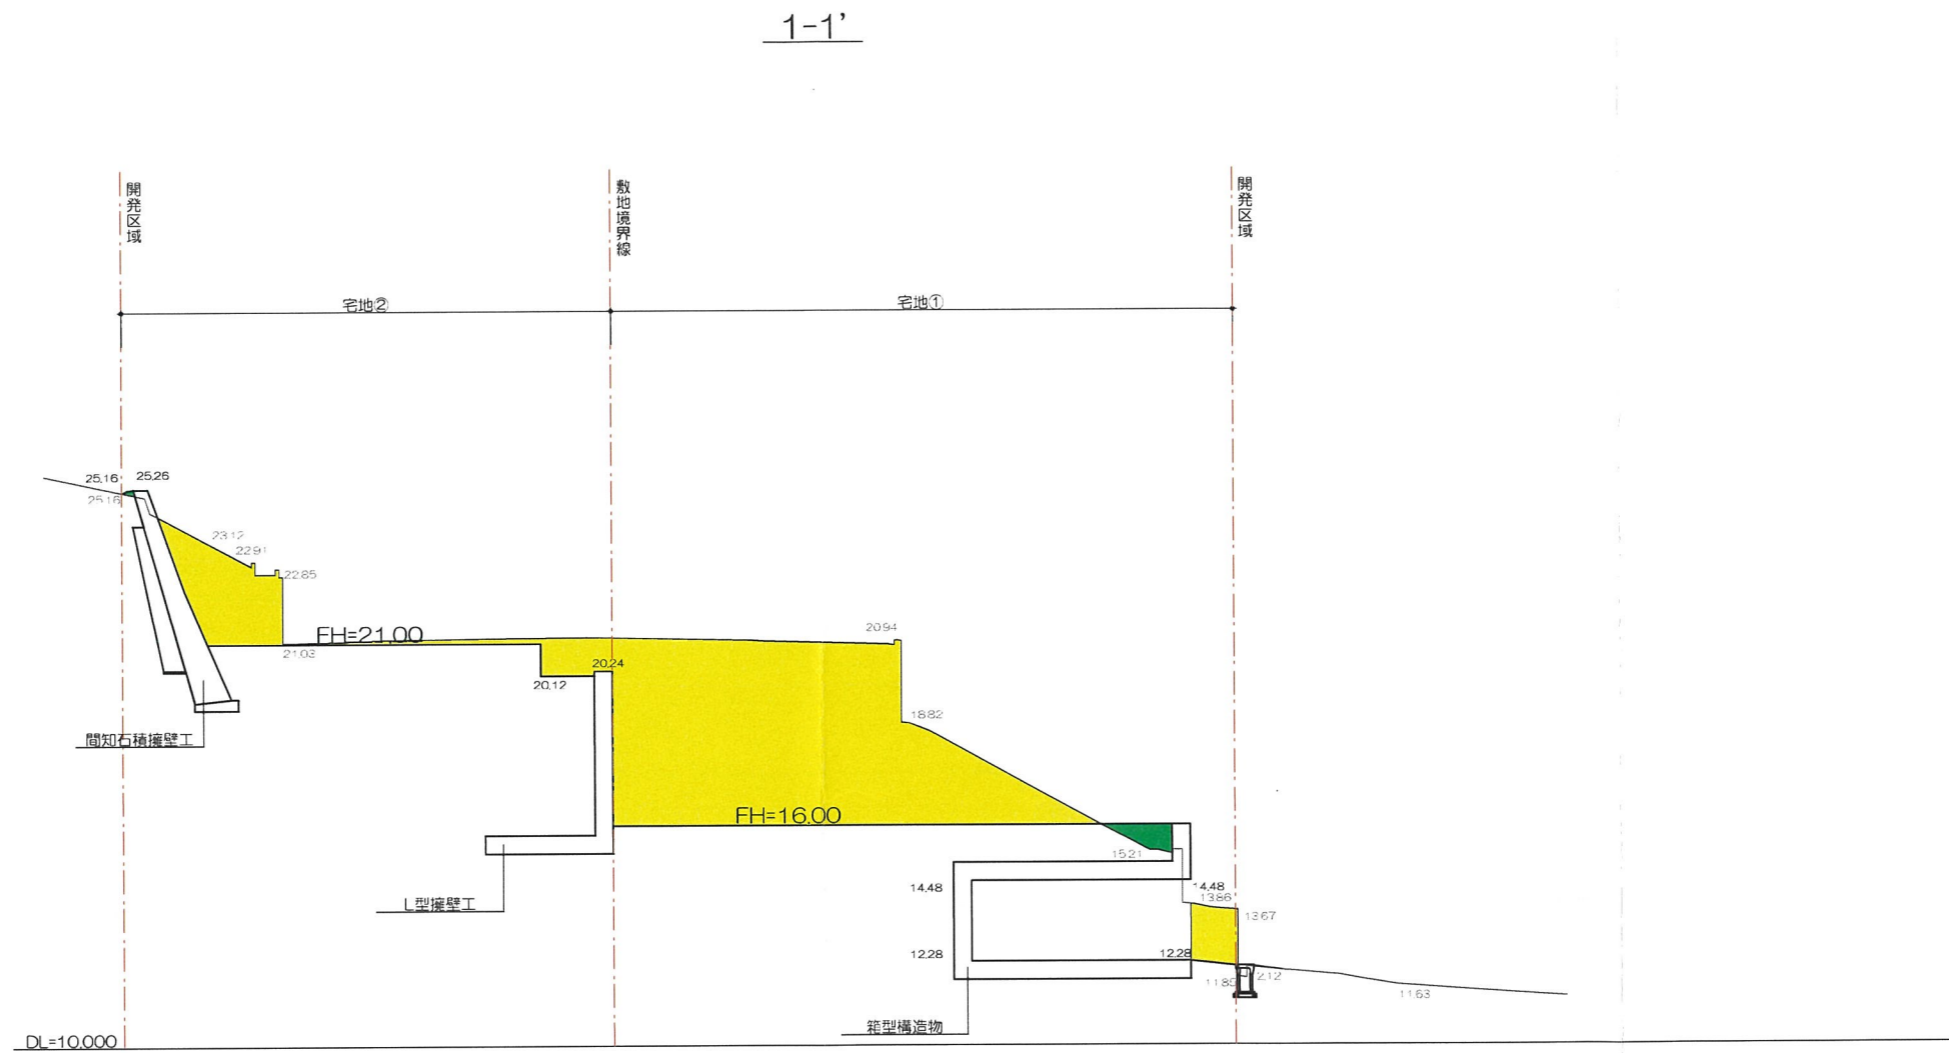 1-1'
開発区域
敷地境界線
開発区域
宅地②
宅地①
25.16
25.26
25.16
23.12
22.91
22.85
FH=21.00
21.03
20.94
20.24
20.12
18.82
間知石積擁壁工
FH=16.00
15.21
14.48
14.48
13.86
13.67
L型擁壁工
12.28
12.28
11.85
12.12
11.63
箱型構造物
DL=10.000